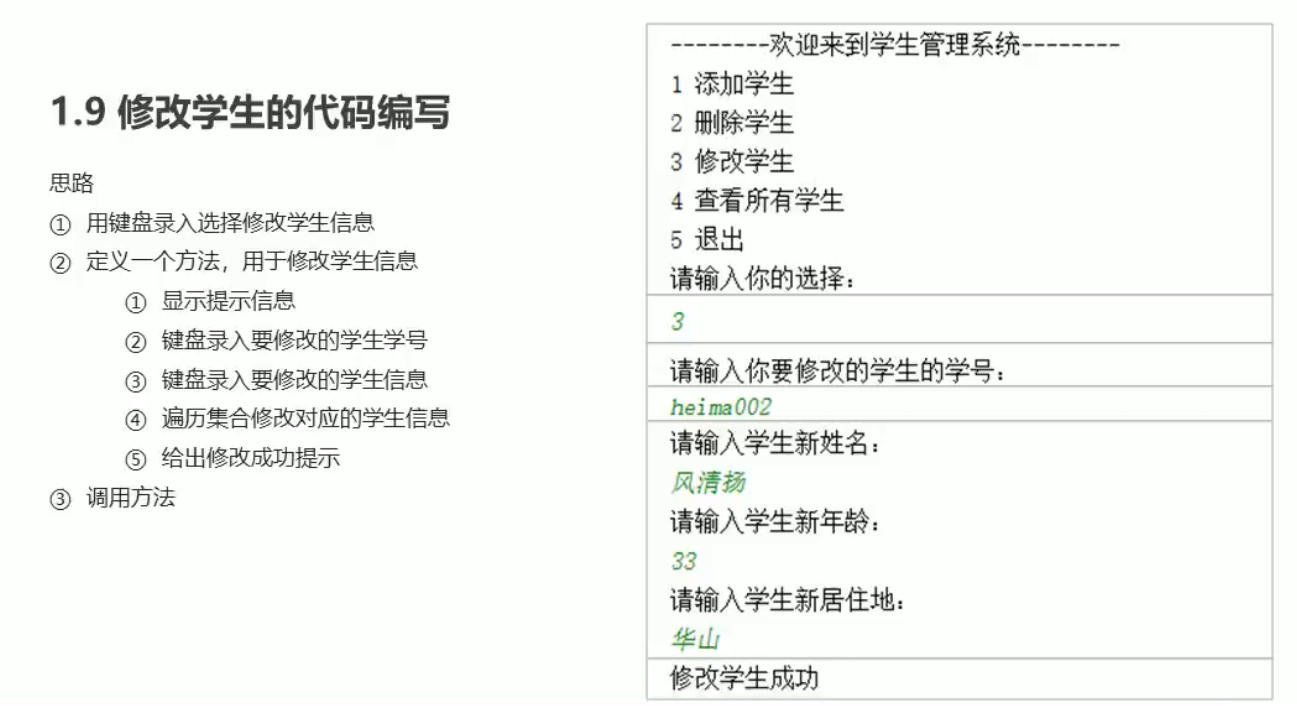 1.9 修改学生的代码编写
思路
① 用键盘录入选择修改学生信息
② 定义一个方法，用于修改学生信息
① 显示提示信息
② 键盘录入要修改的学生学号
③ 键盘录入要修改的学生信息
④ 遍历集合修改对应的学生信息
⑤ 给出修改成功提示
③ 调用方法
--------欢迎来到学生管理系统--------
1 添加学生
2 删除学生
3 修改学生
4 查看所有学生
5 退出
请输入你的选择：
3
请输入你要修改的学生的学号：
heima002
请输入学生新姓名：
风清扬
请输入学生新年龄：
33
请输入学生新居住地：
华山
修改学生成功